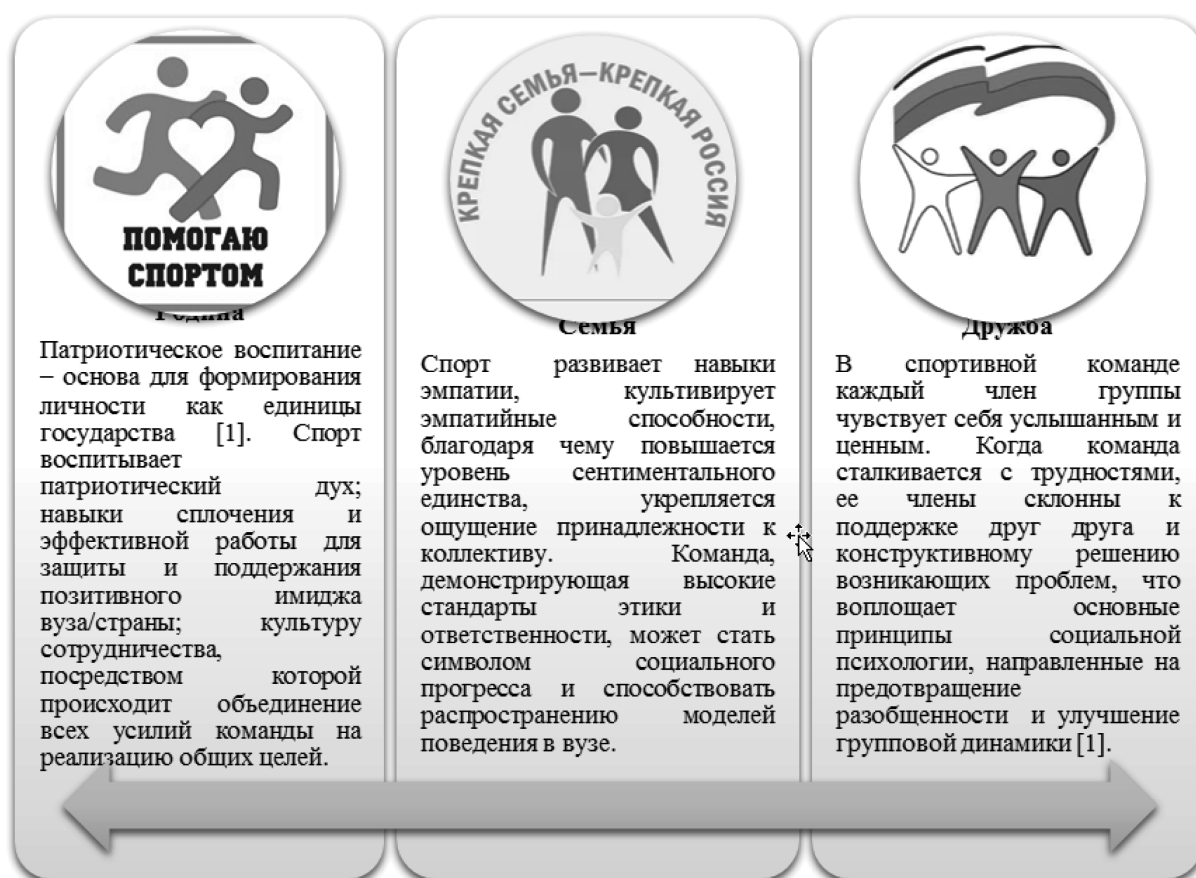 ПОМОГАЮ
СПОРТОМ
Родина
Патриотическое воспитание
– основа для формирования
личности как единицы
государства [1]. Спорт
воспитывает
патриотический дух;
навыки сплочения и
эффективной работы для
защиты и поддержания
позитивного имиджа
вуза/страны; культуру
сотрудничества,
посредством которой
происходит объединение
всех усилий команды на
реализацию общих целей.
КРЕПКАЯ СЕМЬЯ–КРЕПКАЯ РОССИЯ
Семья
Спорт развивает навыки
эмпатии, культивирует
эмпатийные способности,
благодаря чему повышается
уровень сентиментального
единства, укрепляется
ощущение принадлежности к
коллективу. Команда,
демонстрирующая высокие
стандарты этики и
ответственности, может стать
символом социального
прогресса и способствовать
распространению моделей
поведения в вузе.
Дружба
В спортивной команде
каждый член группы
чувствует себя услышанным и
ценным. Когда команда
сталкивается с трудностями,
ее члены склонны к
поддержке друг друга и
конструктивному решению
возникающих проблем, что
воплощает основные
принципы социальной
психологии, направленные на
предотвращение
разобщенности и улучшение
групповой динамики [1].